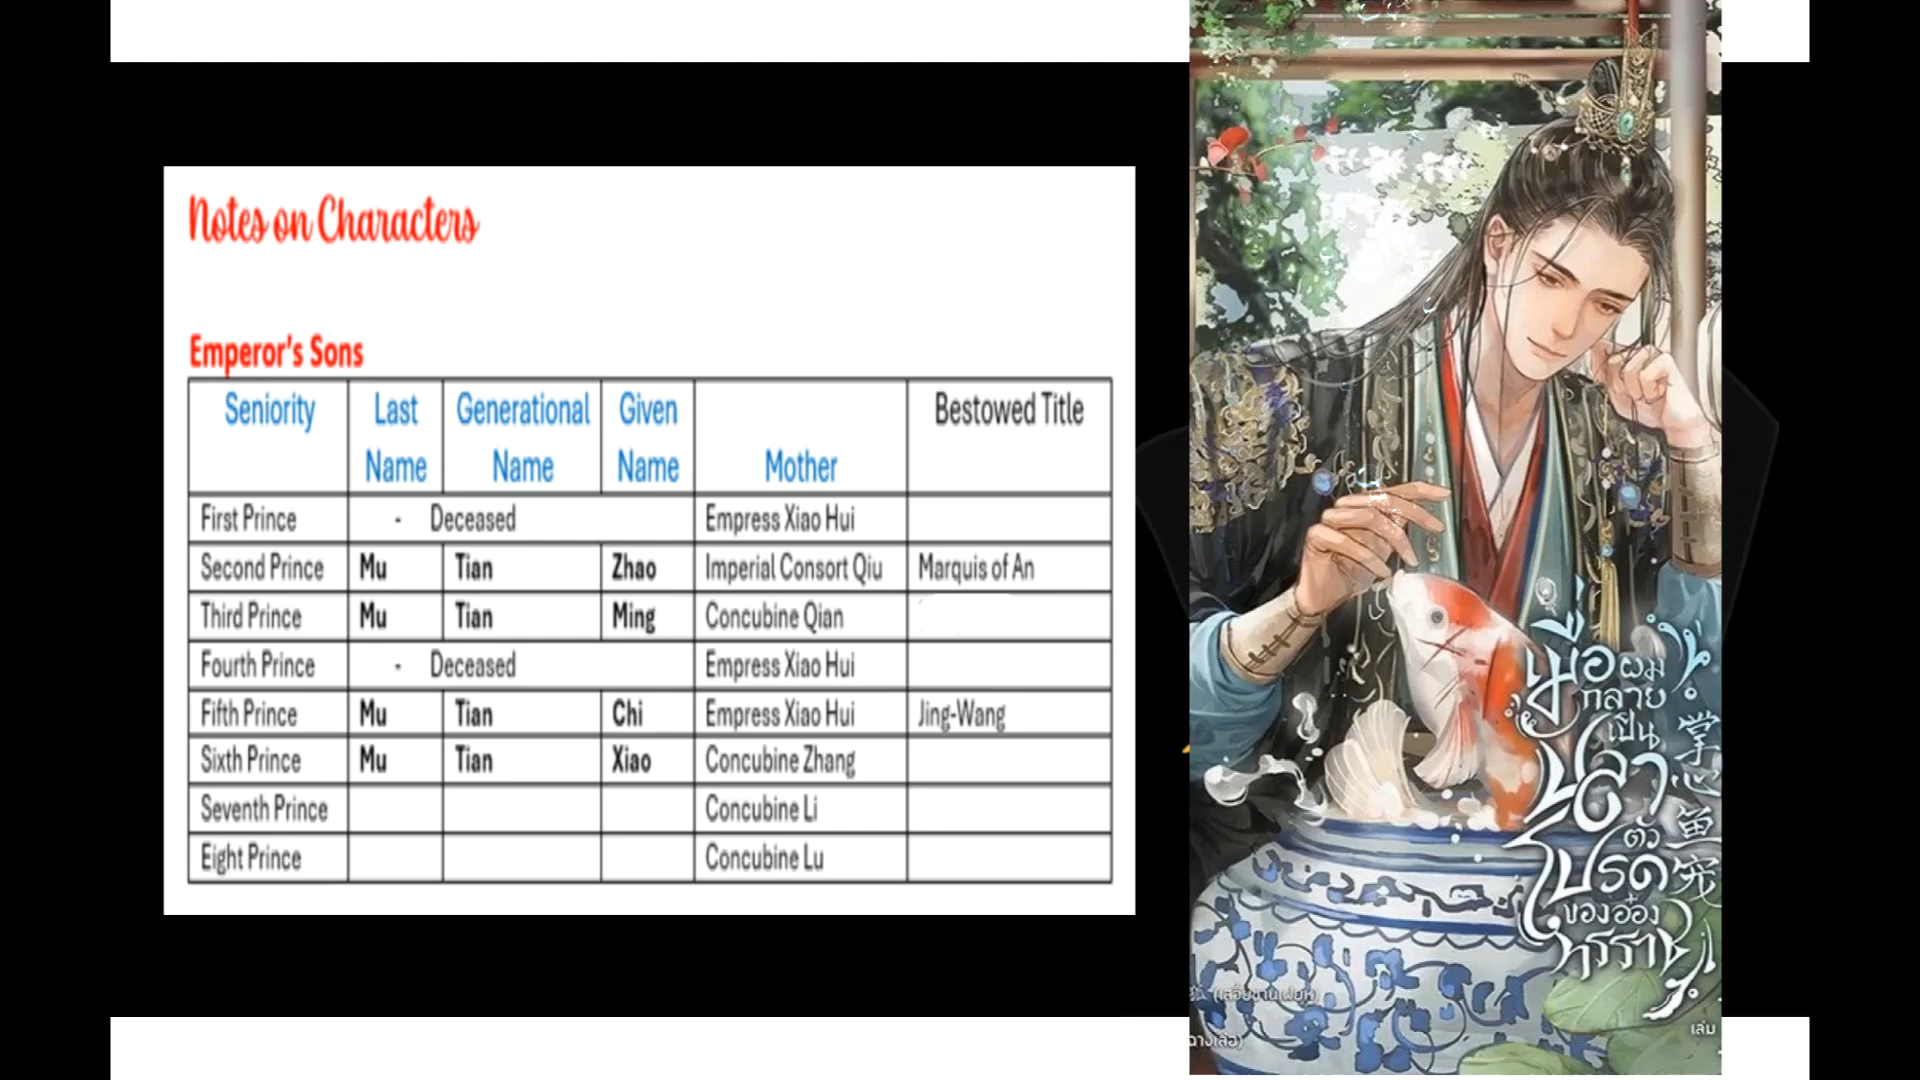 Notes on Characters
Emperor's Sons
Seniority Last Name Generational Name Given Name Mother Bestowed Title
First Prince - Deceased Empress Xiao Hui
Second Prince Mu Tian Zhao Imperial Consort Qiu Marquis of An
Third Prince Mu Tian Ming Concubine Qian
Fourth Prince - Deceased Empress Xiao Hui
Fifth Prince Mu Tian Chi Empress Xiao Hui Jing-Wang
Sixth Prince Mu Tian Xiao Concubine Zhang
Seventh Prince Concubine Li
Eight Prince Concubine Lu
เมื่อผม
กลาย
เป็น
ปลา
ตัว
โปรด
ของอ๋อง
ทรราช
掌心鱼宠
เล่ม